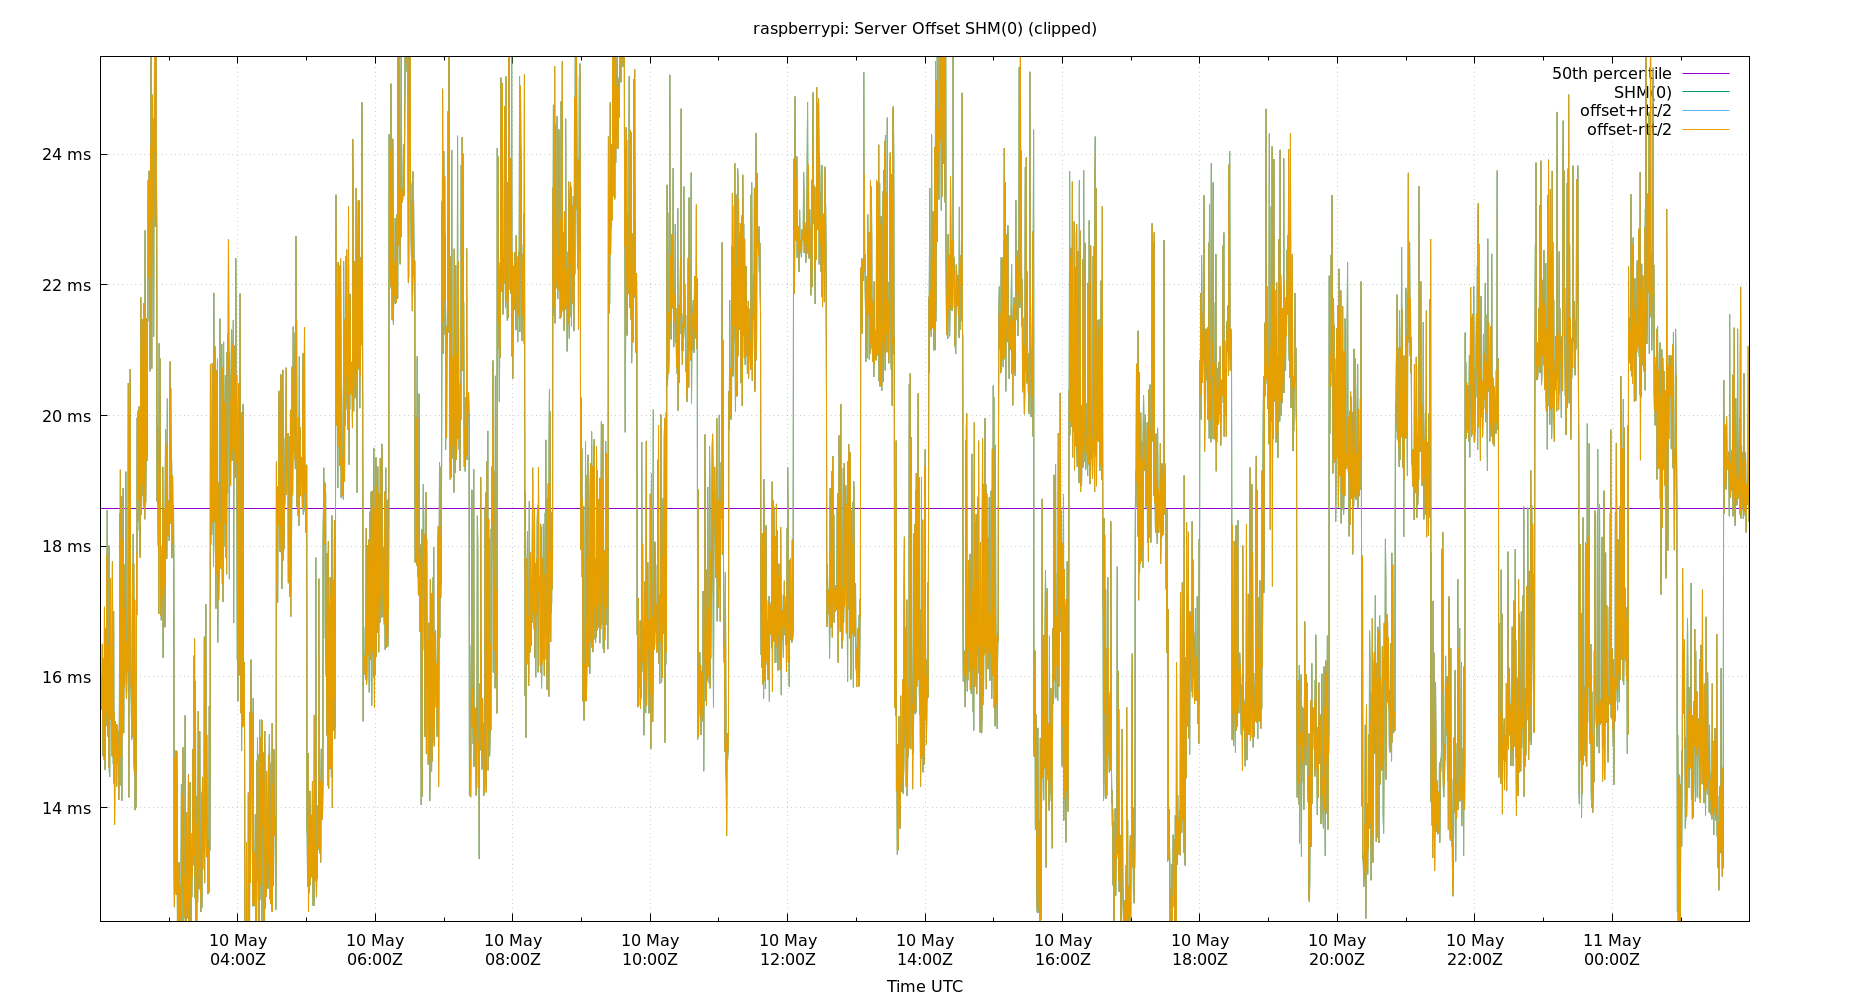 raspberrypi: Server Offset SHM(0) (clipped)
50th percentile
SHM(0)
offset+rtt/2
offset-rtt/2
24 ms
22 ms
20 ms
18 ms
16 ms
14 ms
10 May 10 May 10 May 10 May 10 May 10 May 10 May 10 May 10 May 10 May 11 May
04:00Z 06:00Z 08:00Z 10:00Z 12:00Z 14:00Z 16:00Z 18:00Z 20:00Z 22:00Z 00:00Z
Time UTC